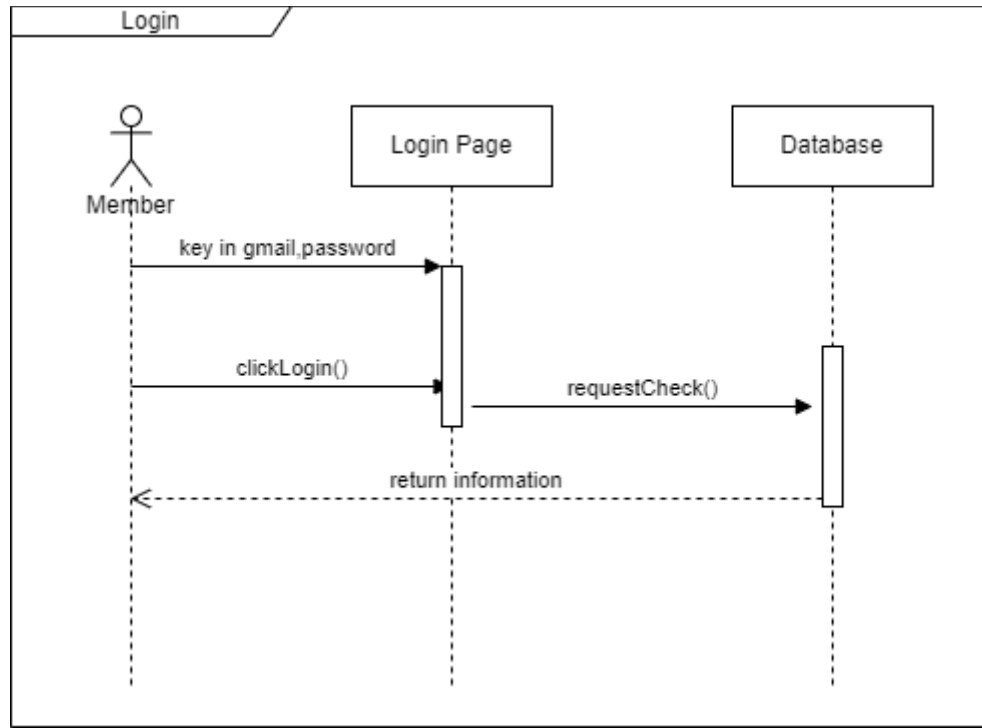 Login
Login Page
Database
Member
key in gmail,password
clickLogin()
requestCheck()
return information